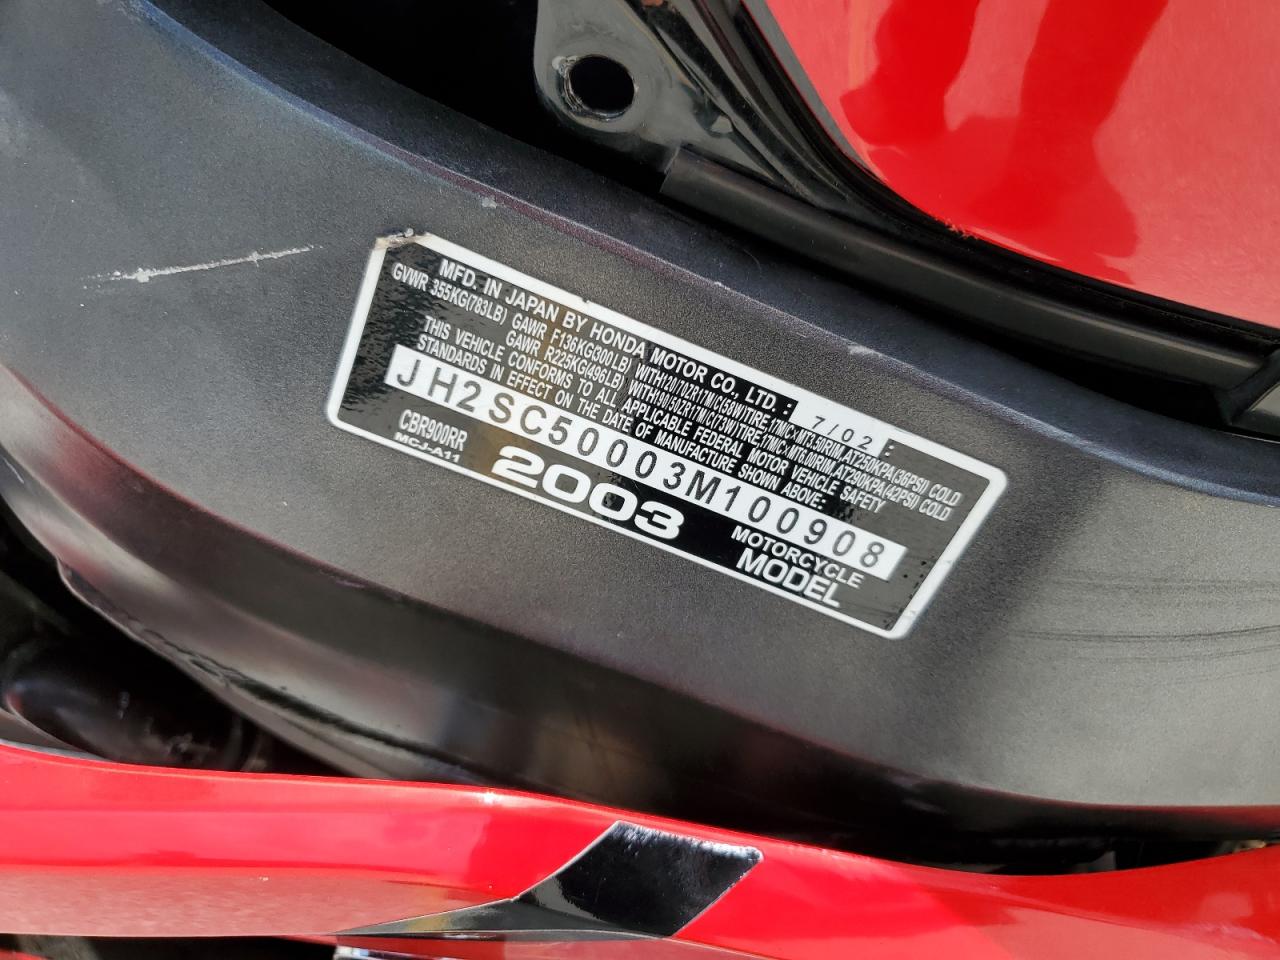 MFD. IN JAPAN BY HONDA MOTOR CO., LTD. : 7/02 :
GVWR 355KG(783LB) GAWR F136KG(300LB) WITH120/70ZR17M/C(58W)TIRE,17M/C×MT3.50RIM,AT250KPA(36PSI) COLD
GAWR R225KG(496LB) WITH190/50ZR17M/C(73W)TIRE,17M/C×MT6.00RIM,AT290KPA(42PSI) COLD
THIS VEHICLE CONFORMS TO ALL APPLICABLE FEDERAL MOTOR VEHICLE SAFETY
STANDARDS IN EFFECT ON THE DATE OF MANUFACTURE SHOWN ABOVE:
JH2SC50003M100908
CBR900RR MOTORCYCLE
MCJ-A11 2003 MODEL